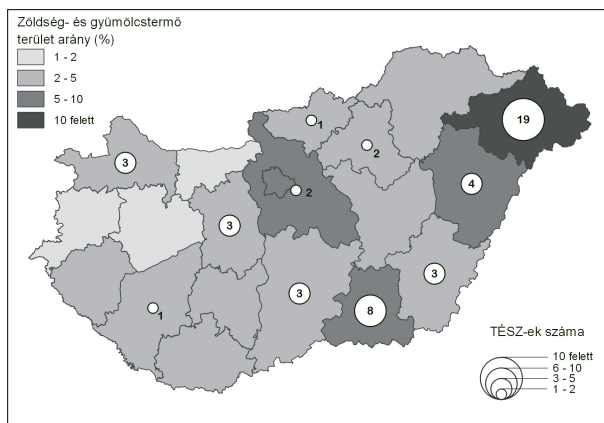 Zöldség- és gyümölcstermő
terület arány (%)
1 - 2
2 - 5
5 - 10
10 felett
1
19
3
2
4
2
3
3
3
8
1
TÉSZ-ek száma
10 felett
6 - 10
3 - 5
1 - 2